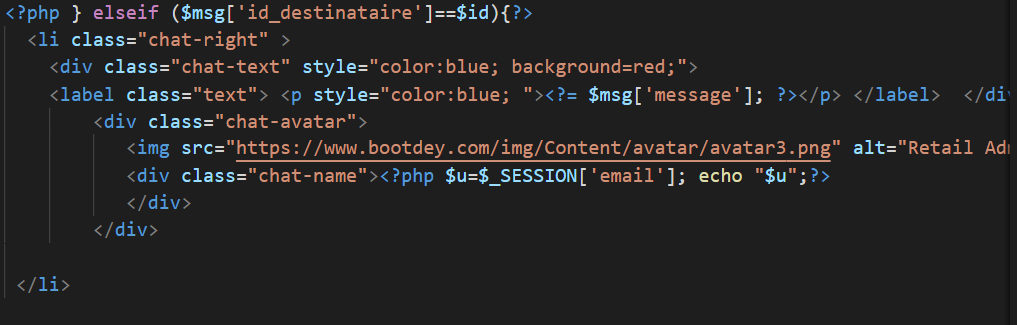 <?php } elseif ($msg['id_destinataire']==$id){?>
<li class="chat-right" >
<div class="chat-text" style="color:blue; background=red;">
<label class="text"> <p style="color:blue; "><?= $msg['message']; ?></p> </label>  </di
<div class="chat-avatar">
<img src="https://www.bootdey.com/img/Content/avatar/avatar3.png" alt="Retail Ad
<div class="chat-name"><?php $u=$_SESSION['email']; echo "$u";?>
</div>
</div>
</li>